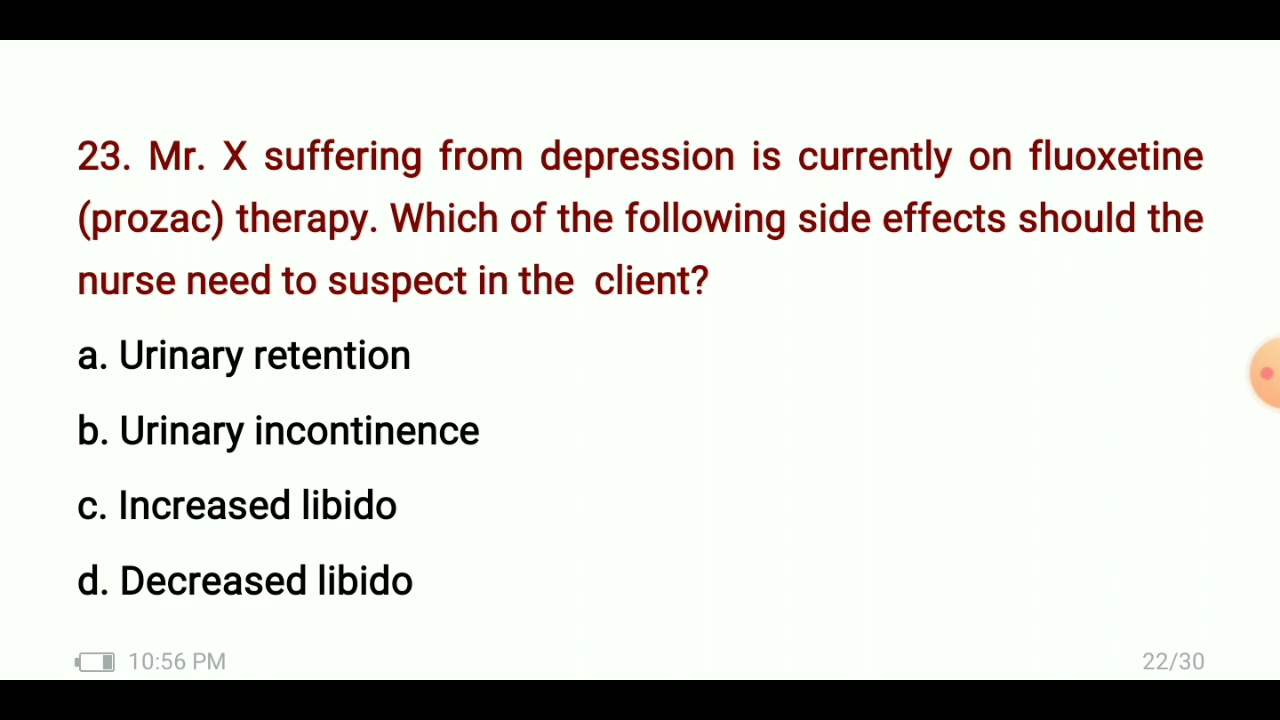 23. Mr. X suffering from depression is currently on fluoxetine
(prozac) therapy. Which of the following side effects should the
nurse need to suspect in the client?
a. Urinary retention
b. Urinary incontinence
c. Increased libido
d. Decreased libido
10:56 PM
22/30